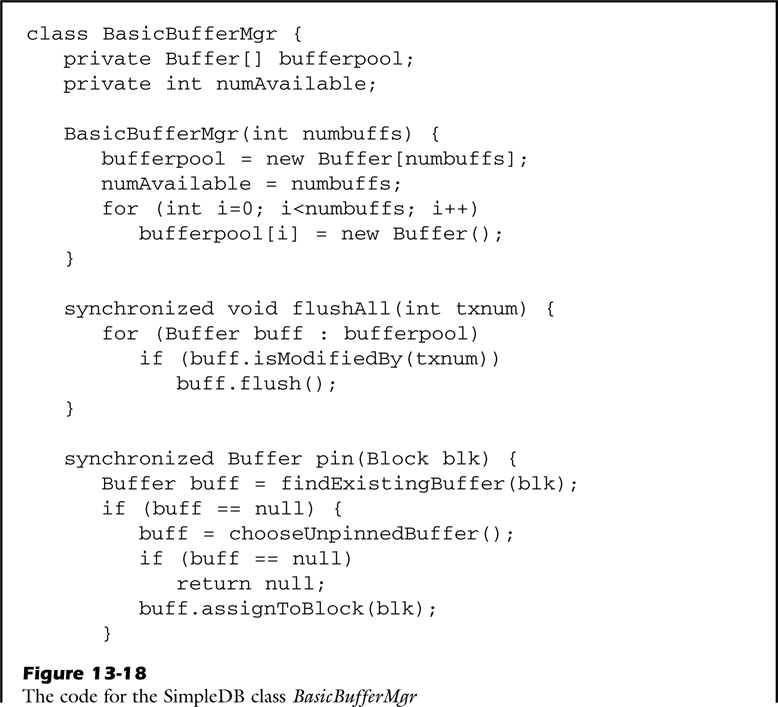 class BasicBufferMgr {
   private Buffer[] bufferpool;
   private int numAvailable;

   BasicBufferMgr(int numbuffs) {
      bufferpool = new Buffer[numbuffs];
      numAvailable = numbuffs;
      for (int i=0; i<numbuffs; i++)
         bufferpool[i] = new Buffer();
   }

   synchronized void flushAll(int txnum) {
      for (Buffer buff : bufferpool)
         if (buff.isModifiedBy(txnum))
            buff.flush();
   }

   synchronized Buffer pin(Block blk) {
      Buffer buff = findExistingBuffer(blk);
      if (buff == null) {
         buff = chooseUnpinnedBuffer();
         if (buff == null)
            return null;
         buff.assignToBlock(blk);
      }
Figure 13-18
The code for the SimpleDB class BasicBufferMgr